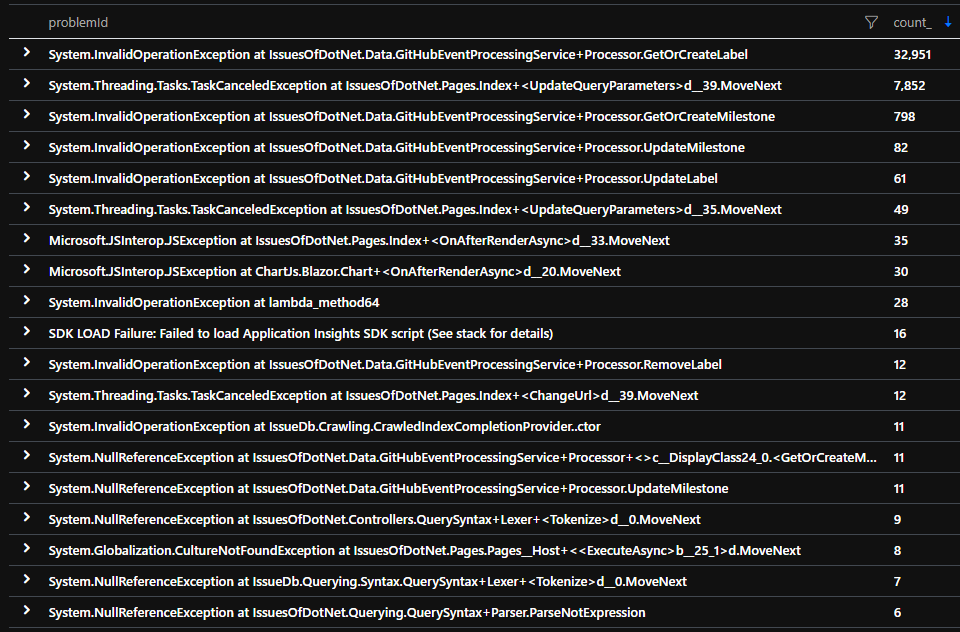 problemId count_
System.InvalidOperationException at IssuesOfDotNet.Data.GitHubEventProcessingService+Processor.GetOrCreateLabel 32,951
System.Threading.Tasks.TaskCanceledException at IssuesOfDotNet.Pages.Index+<UpdateQueryParameters>d__39.MoveNext 7,852
System.InvalidOperationException at IssuesOfDotNet.Data.GitHubEventProcessingService+Processor.GetOrCreateMilestone 798
System.InvalidOperationException at IssuesOfDotNet.Data.GitHubEventProcessingService+Processor.UpdateMilestone 82
System.InvalidOperationException at IssuesOfDotNet.Data.GitHubEventProcessingService+Processor.UpdateLabel 61
System.Threading.Tasks.TaskCanceledException at IssuesOfDotNet.Pages.Index+<UpdateQueryParameters>d__35.MoveNext 49
Microsoft.JSInterop.JSException at IssuesOfDotNet.Pages.Index+<OnAfterRenderAsync>d__33.MoveNext 35
Microsoft.JSInterop.JSException at ChartJs.Blazor.Chart+<OnAfterRenderAsync>d__20.MoveNext 30
System.InvalidOperationException at lambda_method64 28
SDK LOAD Failure: Failed to load Application Insights SDK script (See stack for details) 16
System.InvalidOperationException at IssuesOfDotNet.Data.GitHubEventProcessingService+Processor.RemoveLabel 12
System.Threading.Tasks.TaskCanceledException at IssuesOfDotNet.Pages.Index+<ChangeUrl>d__39.MoveNext 12
System.InvalidOperationException at IssueDb.Crawling.CrawledIndexCompletionProvider..ctor 11
System.NullReferenceException at IssuesOfDotNet.Data.GitHubEventProcessingService+Processor+<>c__DisplayClass24_0.<GetOrCreateM... 11
System.NullReferenceException at IssuesOfDotNet.Data.GitHubEventProcessingService+Processor.UpdateMilestone 11
System.NullReferenceException at IssuesOfDotNet.Controllers.QuerySyntax+Lexer+<Tokenize>d__0.MoveNext 9
System.Globalization.CultureNotFoundException at IssuesOfDotNet.Pages.Pages__Host+<<ExecuteAsync>b__25_1>d.MoveNext 8
System.NullReferenceException at IssueDb.Querying.Syntax.QuerySyntax+Lexer+<Tokenize>d__0.MoveNext 7
System.NullReferenceException at IssuesOfDotNet.Querying.QuerySyntax+Parser.ParseNotExpression 6